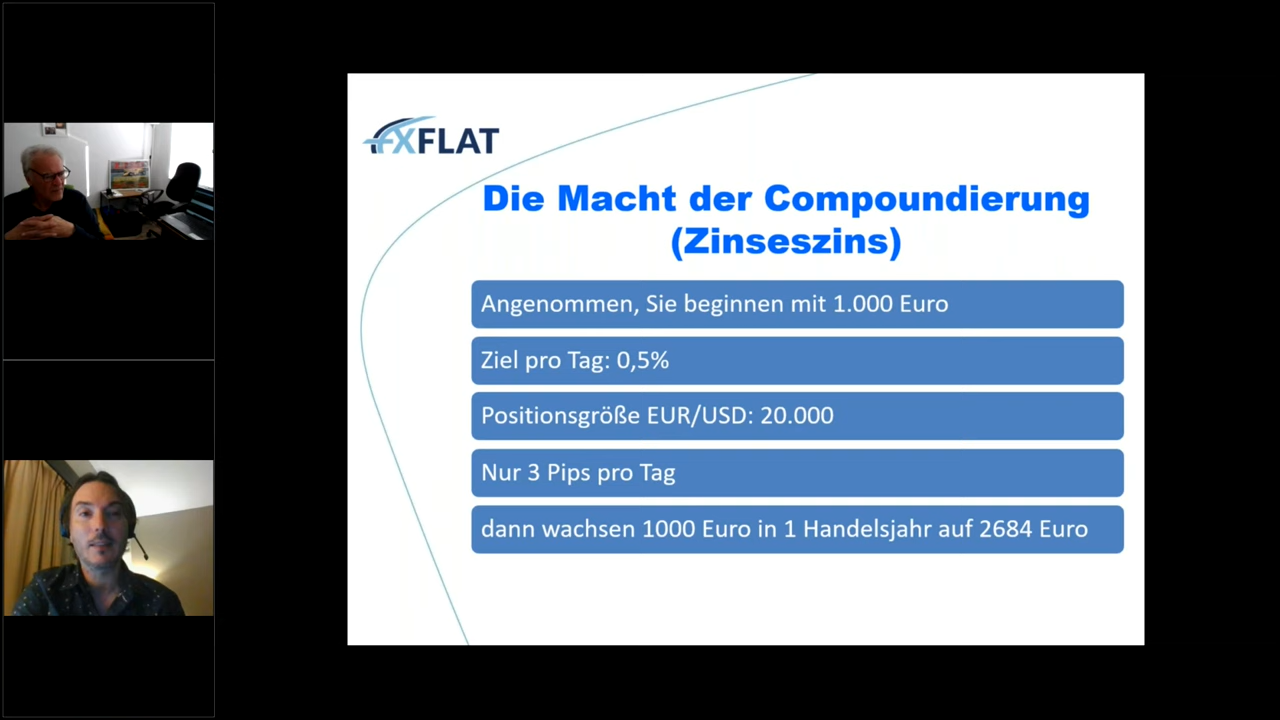 FXFLAT
Die Macht der Compoundierung
(Zinseszins)
Angenommen, Sie beginnen mit 1.000 Euro
Ziel pro Tag: 0,5%
Positionsgröße EUR/USD: 20.000
Nur 3 Pips pro Tag
dann wachsen 1000 Euro in 1 Handelsjahr auf 2684 Euro